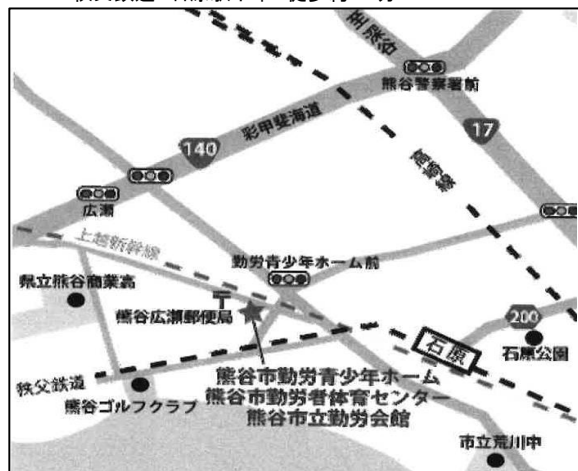 至深谷
熊谷警察署前
彩甲斐海道
140
17
高崎線
広瀬
上越新幹線
勤労青少年ホーム前
県立熊谷商業高
熊谷広瀬郵便局
石原
200
石原公園
秩父鉄道
熊谷ゴルフクラブ
熊谷市勤労青少年ホーム
熊谷市勤労者体育センター
熊谷市立勤労会館
市立荒川中